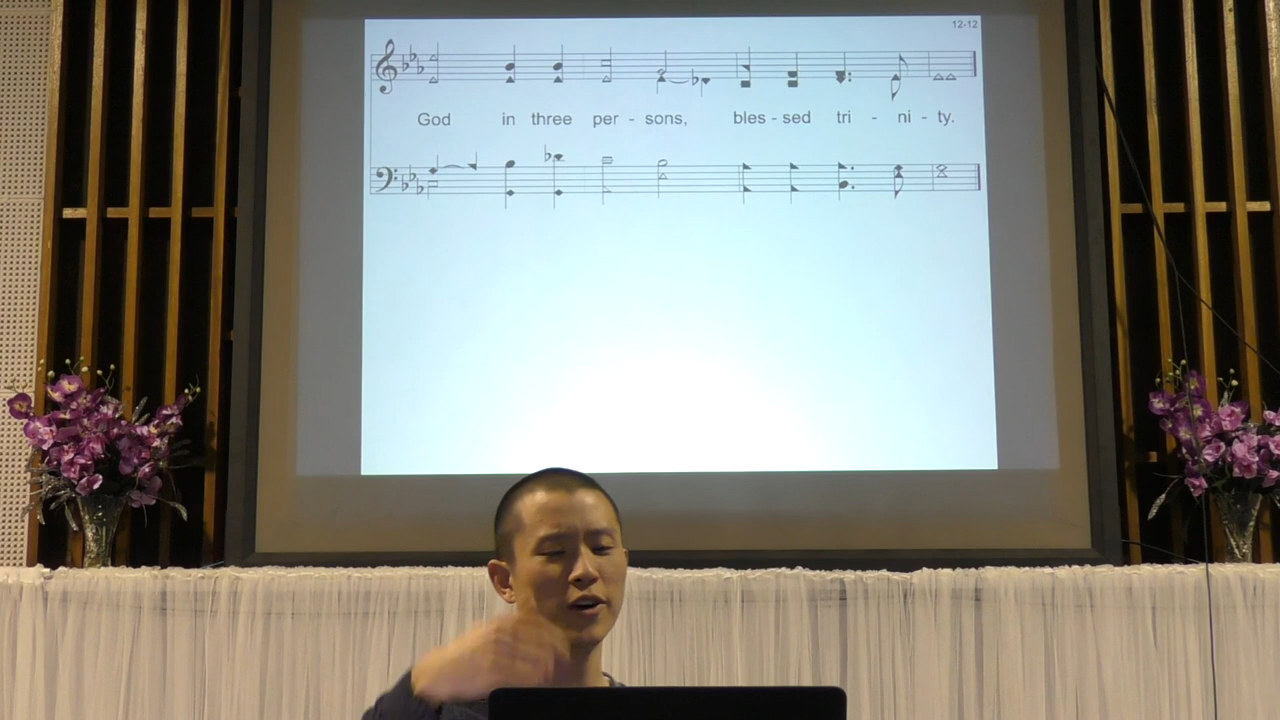 12-12
God in three per - sons, bles - sed tri - ni - ty.